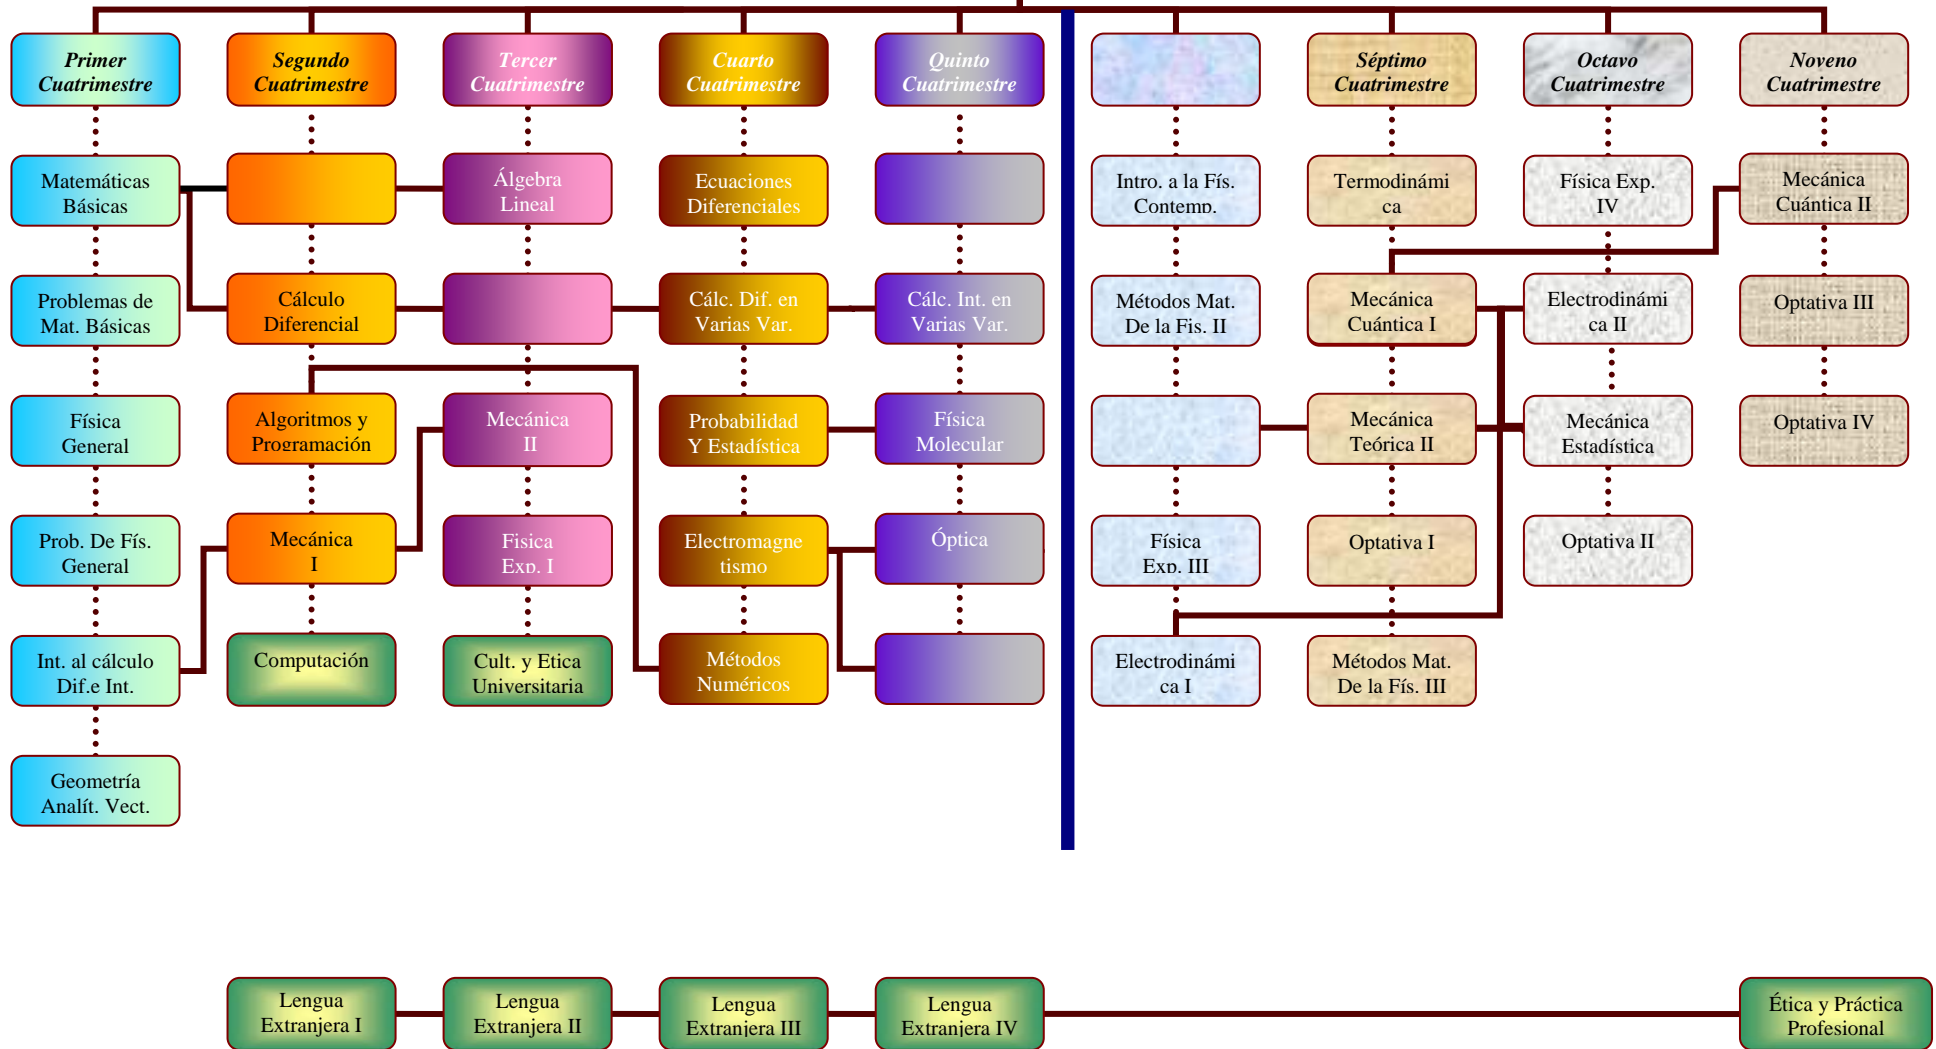 Primer
Cuatrimestre
Segundo
Cuatrimestre
Tercer
Cuatrimestre
Cuarto
Cuatrimestre
Quinto
Cuatrimestre
Séptimo
Cuatrimestre
Octavo
Cuatrimestre
Noveno
Cuatrimestre
Matemáticas
Básicas
Álgebra
Lineal
Ecuaciones
Diferenciales
Intro. a la Fís.
Contemp.
Termodinámi
ca
Física Exp.
IV
Mecánica
Cuántica II
Problemas de
Mat. Básicas
Cálculo
Diferencial
Cálc. Dif. en
Varias Var.
Cálc. Int. en
Varias Var.
Métodos Mat.
De la Fis. II
Mecánica
Cuántica I
Electrodinámi
ca II
Optativa III
Física
General
Algoritmos y
Programación
Mecánica
II
Probabilidad
Y Estadística
Física
Molecular
Mecánica
Teórica II
Mecánica
Estadística
Optativa IV
Prob. De Fís.
General
Mecánica
I
Fisica
Exp. I
Electromagne
tismo
Óptica
Física
Exp. III
Optativa I
Optativa II
Int. al cálculo
Dif.e Int.
Computación
Cult. y Etica
Universitaria
Métodos
Numéricos
Electrodinámi
ca I
Métodos Mat.
De la Fís. III
Geometría
Analít. Vect.
Lengua
Extranjera I
Lengua
Extranjera II
Lengua
Extranjera III
Lengua
Extranjera IV
Ética y Práctica
Profesional